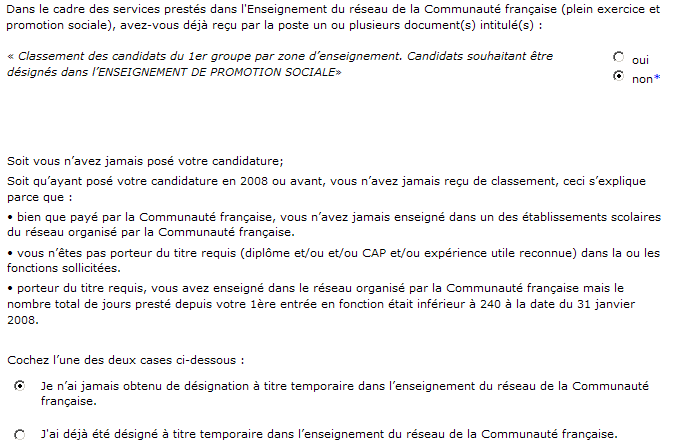 Dans le cadre des services prestés dans l'Enseignement du réseau de la Communauté française (plein exercice et
promotion sociale), avez-vous déjà reçu par la poste un ou plusieurs document(s) intitulé(s) :
« Classement des candidats du 1er groupe par zone d’enseignement. Candidats souhaitant être
désignés dans l’ENSEIGNEMENT DE PROMOTION SOCIALE»
oui
non*
Soit vous n’avez jamais posé votre candidature;
Soit qu’ayant posé votre candidature en 2008 ou avant, vous n’avez jamais reçu de classement, ceci s’explique
parce que :
• bien que payé par la Communauté française, vous n’avez jamais enseigné dans un des établissements scolaires
du réseau organisé par la Communauté française.
• vous n’êtes pas porteur du titre requis (diplôme et/ou et/ou CAP et/ou expérience utile reconnue) dans la ou les
fonctions sollicitées.
• porteur du titre requis, vous avez enseigné dans le réseau organisé par la Communauté française mais le
nombre total de jours presté depuis votre 1ère entrée en fonction était inférieur à 240 à la date du 31 janvier
2008.
Cochez l’une des deux cases ci-dessous :
Je n’ai jamais obtenu de désignation à titre temporaire dans l’enseignement du réseau de la Communauté
française.
J'ai déjà été désigné à titre temporaire dans l’enseignement du réseau de la Communauté française.